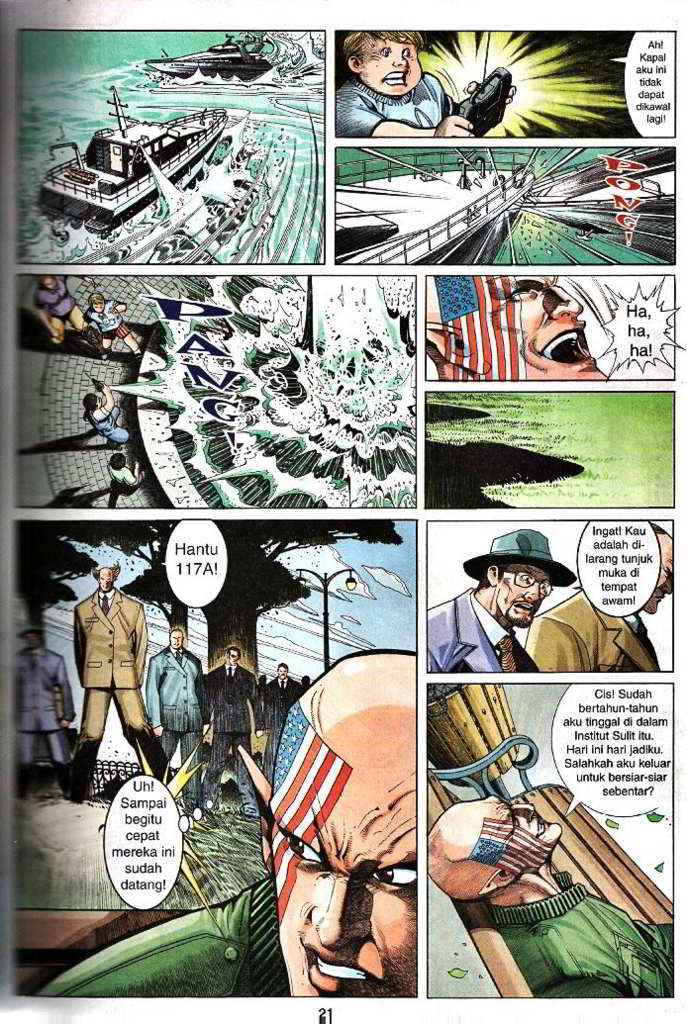 Ah!
Kapal
aku ini
tidak
dapat
dikawal
lagi!
PONG!
PANG!
Ha,
ha,
ha!
Hantu
117A!
Uh!
Sampai
begitu
cepat
mereka ini
sudah
datang!
Ingat! Kau
adalah di-
larang tunjuk
muka di
tempat
awam!
Cis! Sudah
bertahun-tahun
aku tinggal di dalam
Institut Sulit itu.
Hari ini hari jadiku.
Salahkah aku keluar
untuk bersiar-siar
sebentar?
21